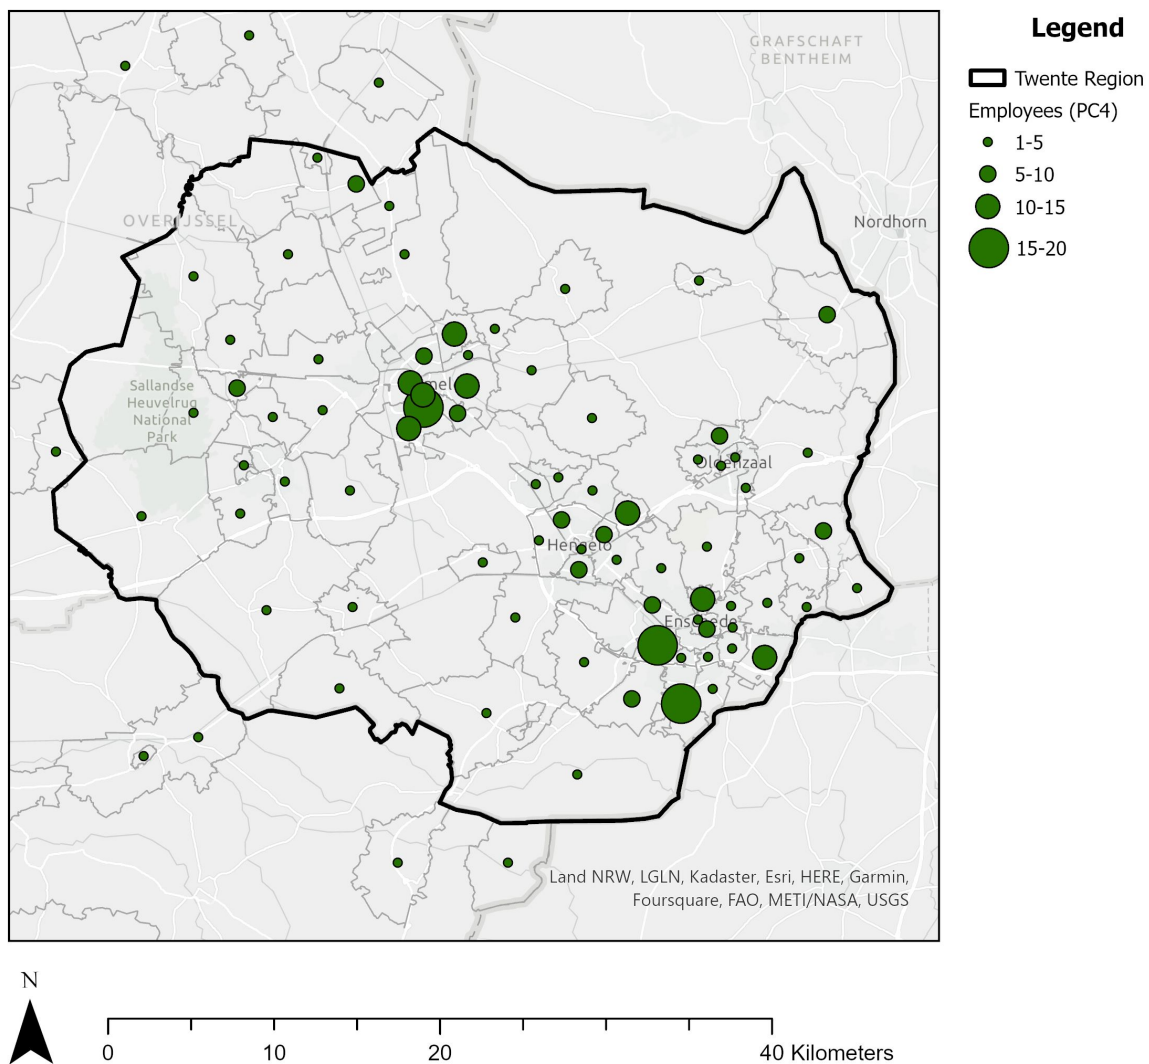 Legend
Twente Region
Employees (PC4)
1-5
5-10
10-15
15-20
GRAFSCHAFT
BENTHEIM
OVERIJSSEL
Nordhorn
Sallandse
Heuvelrug
National
Park
mel
Oldenzaal
Hengelo
Enschede
Land NRW, LGLN, Kadaster, Esri, HERE, Garmin,
Foursquare, FAO, METI/NASA, USGS
N
0 10 20 40 Kilometers